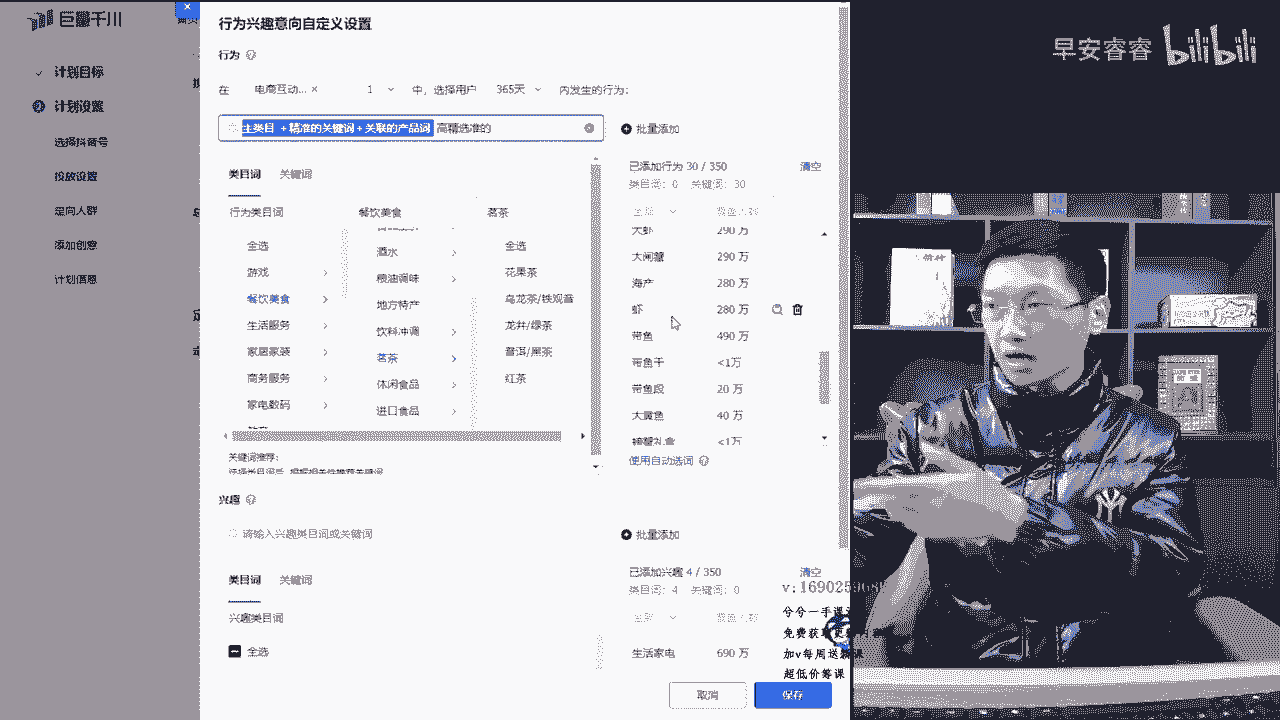 巨量千川
计划目标
计划设置
选择抖音号
投放设置
定向人群
添加创意
计划信息
行为兴趣意向自定义设置
行为
在 电商互动... × 1 中，选择用户 365天 内发生的行为：
主类目 +精准的关键词+关联的产品词 高精选准的
批量添加
类目词 关键词
已添加行为 30 / 350 清空
类目词：0 关键词：30
行为类目词 餐饮美食 茗茶
全选 酒水 全选
游戏 粮油调味 花果茶
餐饮美食 地方特产 乌龙茶/铁观音
生活服务 饮料冲调 龙井/绿茶
家居家装 茗茶 普洱/黑茶
商务服务 休闲食品 红茶
家电数码 进口食品
大虾 290 万
大闸蟹 290 万
海产 280 万
虾 280 万
带鱼 490 万
带鱼干 <1万
带鱼段 20 万
大黄鱼 40 万
螃蟹礼盒 <1万
使用自动选词
关键词推荐：
兴趣
请输入兴趣类目词或关键词
批量添加
类目词 关键词
已添加兴趣 4 / 350 清空
类目词：4 关键词：0
兴趣类目词
全选
生活家电 690 万
取消 保存
早安睿睿 bilibili
加v每周送
超低价筹课